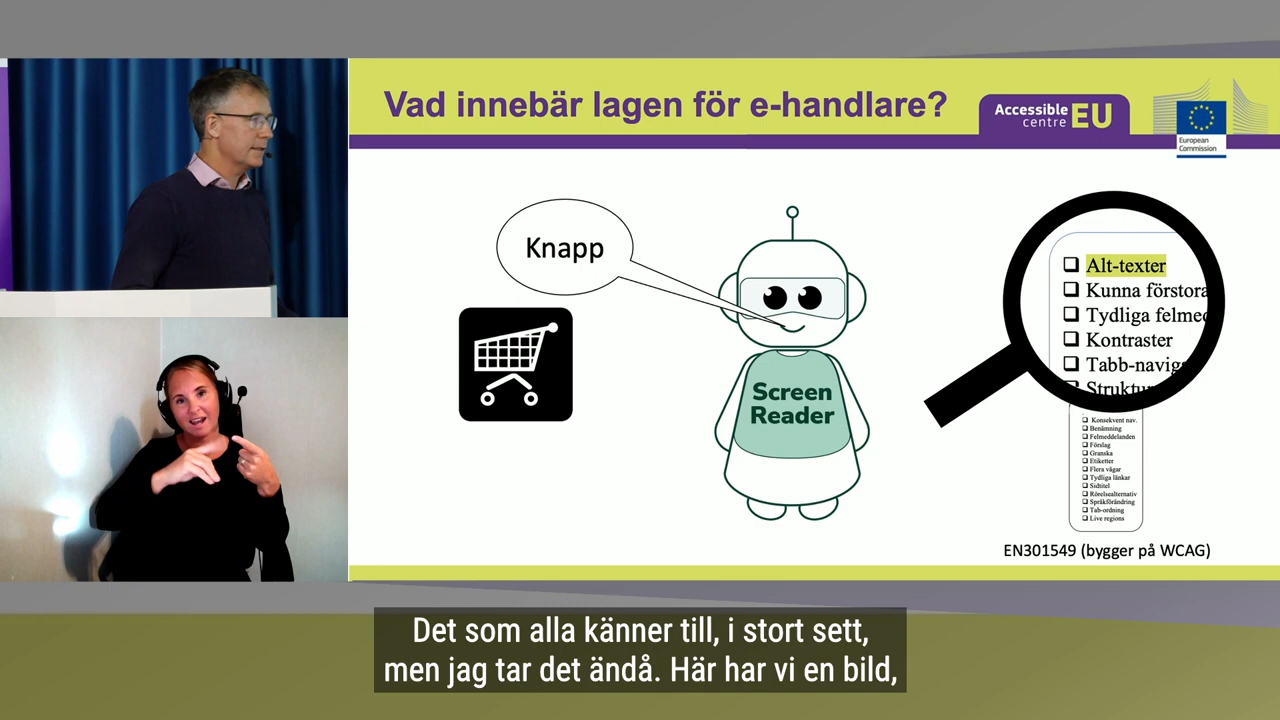 Vad innebär lagen för e-handlare?
Accessible
centre EU
European
Commission
Knapp
Screen
Reader
Alt-texter
Kunna förstora
Tydliga felmed
Kontraster
Tabb-navig
Struktur
Konsekvent nav.
Benämning
Felmeddelanden
Förslag
Granska
Etiketter
Flera vägar
Tydliga länkar
Sidtitel
Rörelsealternativ
Språkförändring
Tab-ordning
Live regions
EN301549 (bygger på WCAG)
Det som alla känner till, i stort sett,
men jag tar det ändå. Här har vi en bild,